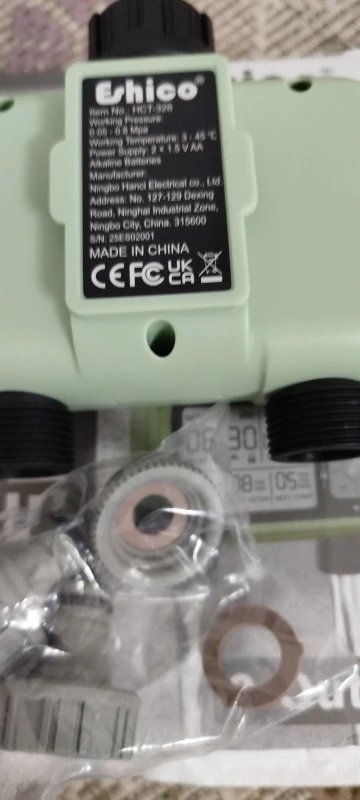 Eshico®
Item No.: HCT-326
Working Pressure:
0.05 - 0.8 Mpa
Working Temperature: 3 - 45 ℃
Power Supply: 2 × 1.5 V AA
Alkaline Batteries
Manufacturer:
Ningbo Hanci Electrical co., Ltd.
Address: No. 127-129 Dexing
Road, Ninghai Industrial Zone,
Ningbo City, China. 315600
S/N: 25ES02001
MADE IN CHINA
CE FC UK
CA
06 30
08 05
Out